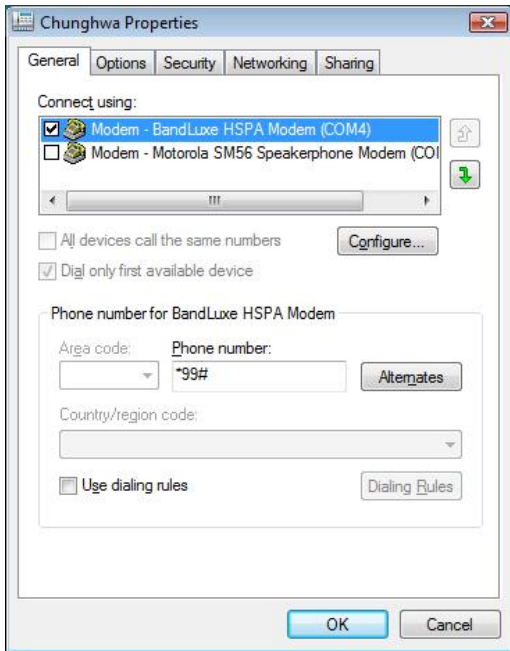 Chunghwa Properties
General Options Security Networking Sharing
Connect using:
Modem - BandLuxe HSPA Modem (COM4)
Modem - Motorola SM56 Speakerphone Modem (COI
All devices call the same numbers
Configure...
Dial only first available device
Phone number for BandLuxe HSPA Modem
Area code: Phone number:
*99# Alternates
Country/region code:
Use dialing rules Dialing Rules
OK Cancel